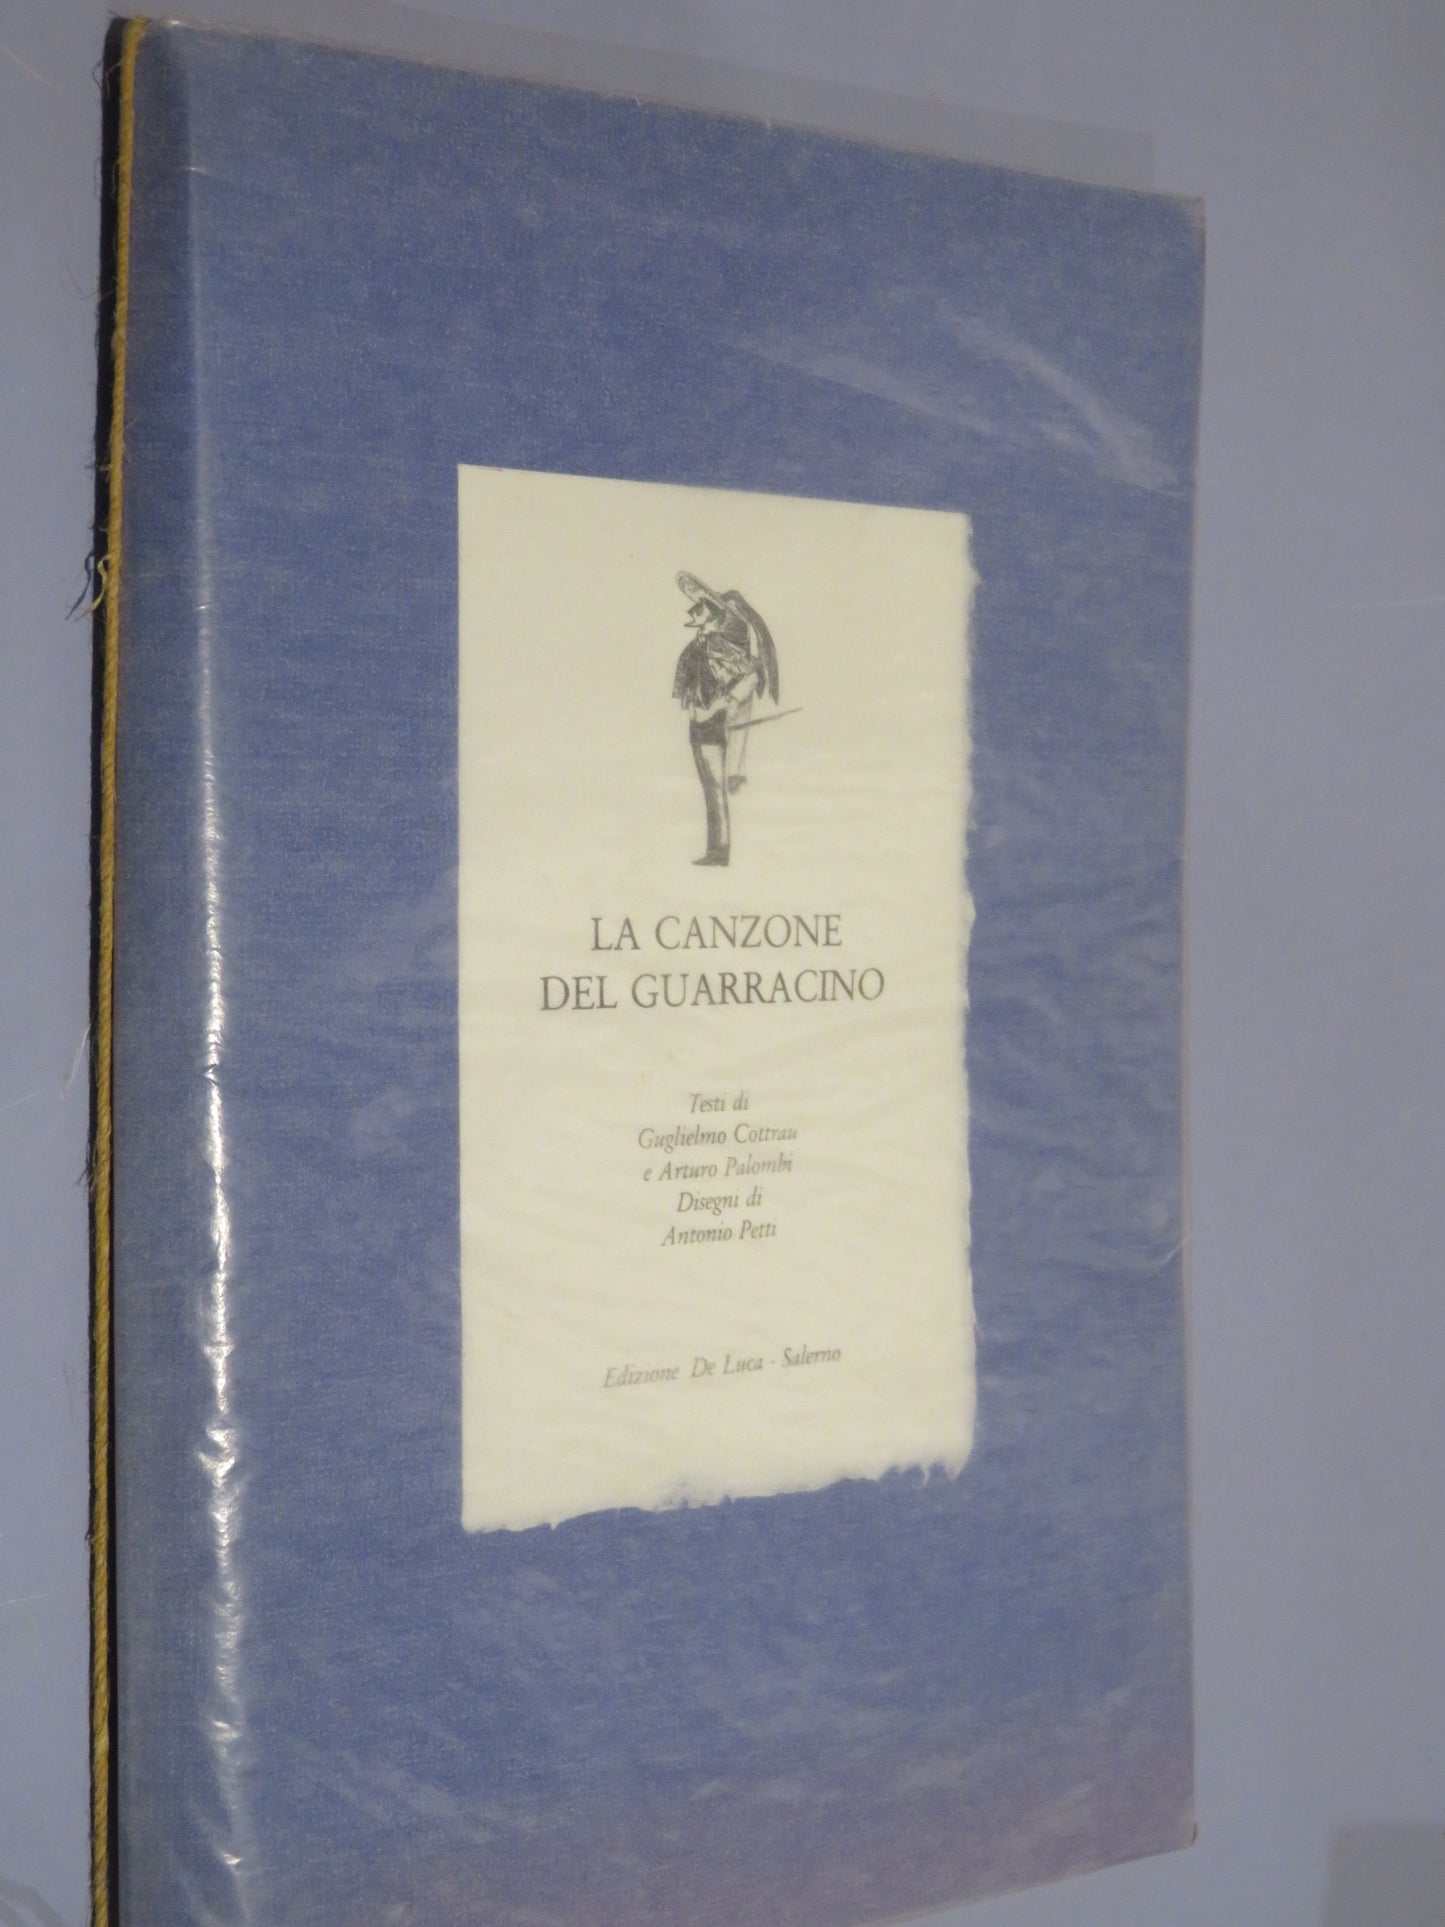 LA CANZONE
DEL GUARRACINO
Testi di
Guglielmo Cottrau
e Arturo Palombi
Disegni di
Antonio Petti
Edizione De Luca - Salerno